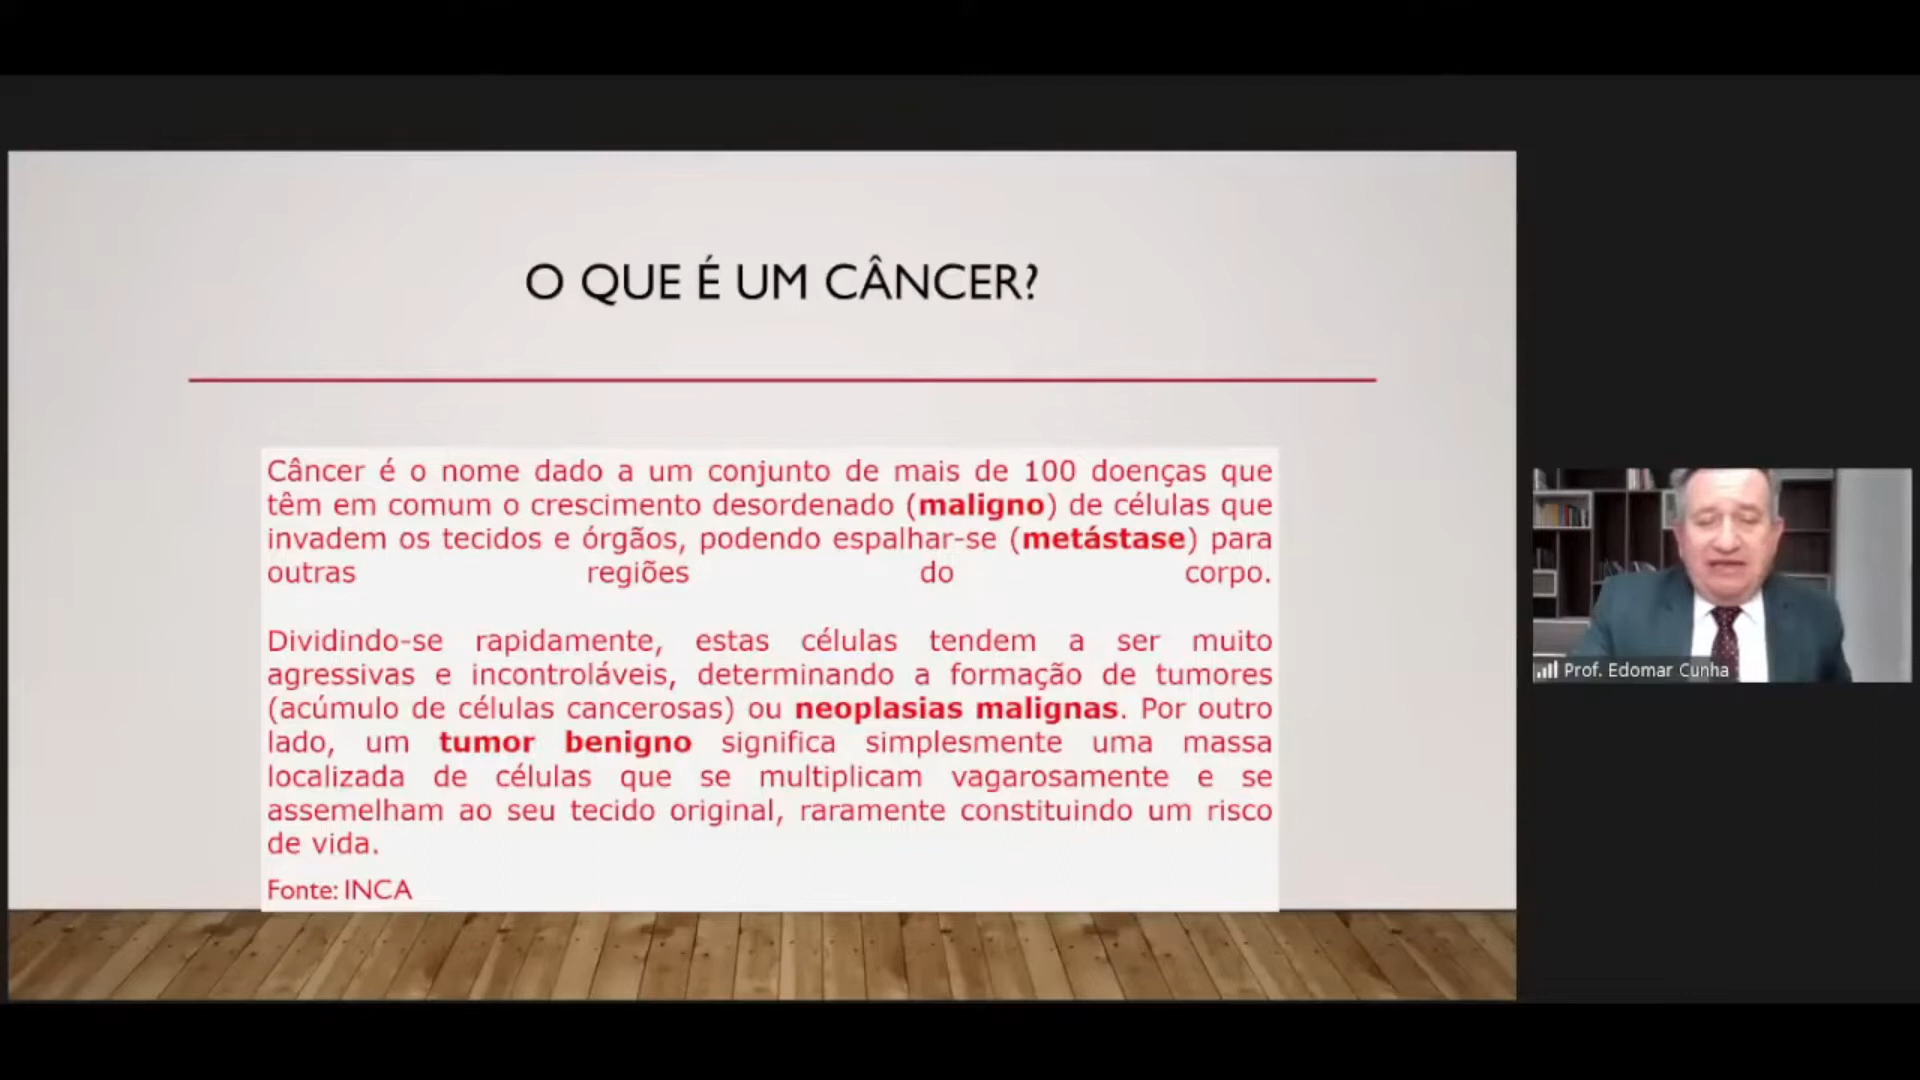 O QUE É UM CÂNCER?
Câncer é o nome dado a um conjunto de mais de 100 doenças que
têm em comum o crescimento desordenado (maligno) de células que
invadem os tecidos e órgãos, podendo espalhar-se (metástase) para
outras regiões do corpo.
Dividindo-se rapidamente, estas células tendem a ser muito
agressivas e incontroláveis, determinando a formação de tumores
(acúmulo de células cancerosas) ou neoplasias malignas. Por outro
lado, um tumor benigno significa simplesmente uma massa
localizada de células que se multiplicam vagarosamente e se
assemelham ao seu tecido original, raramente constituindo um risco
de vida.
Fonte: INCA
Prof. Edomar Cunha